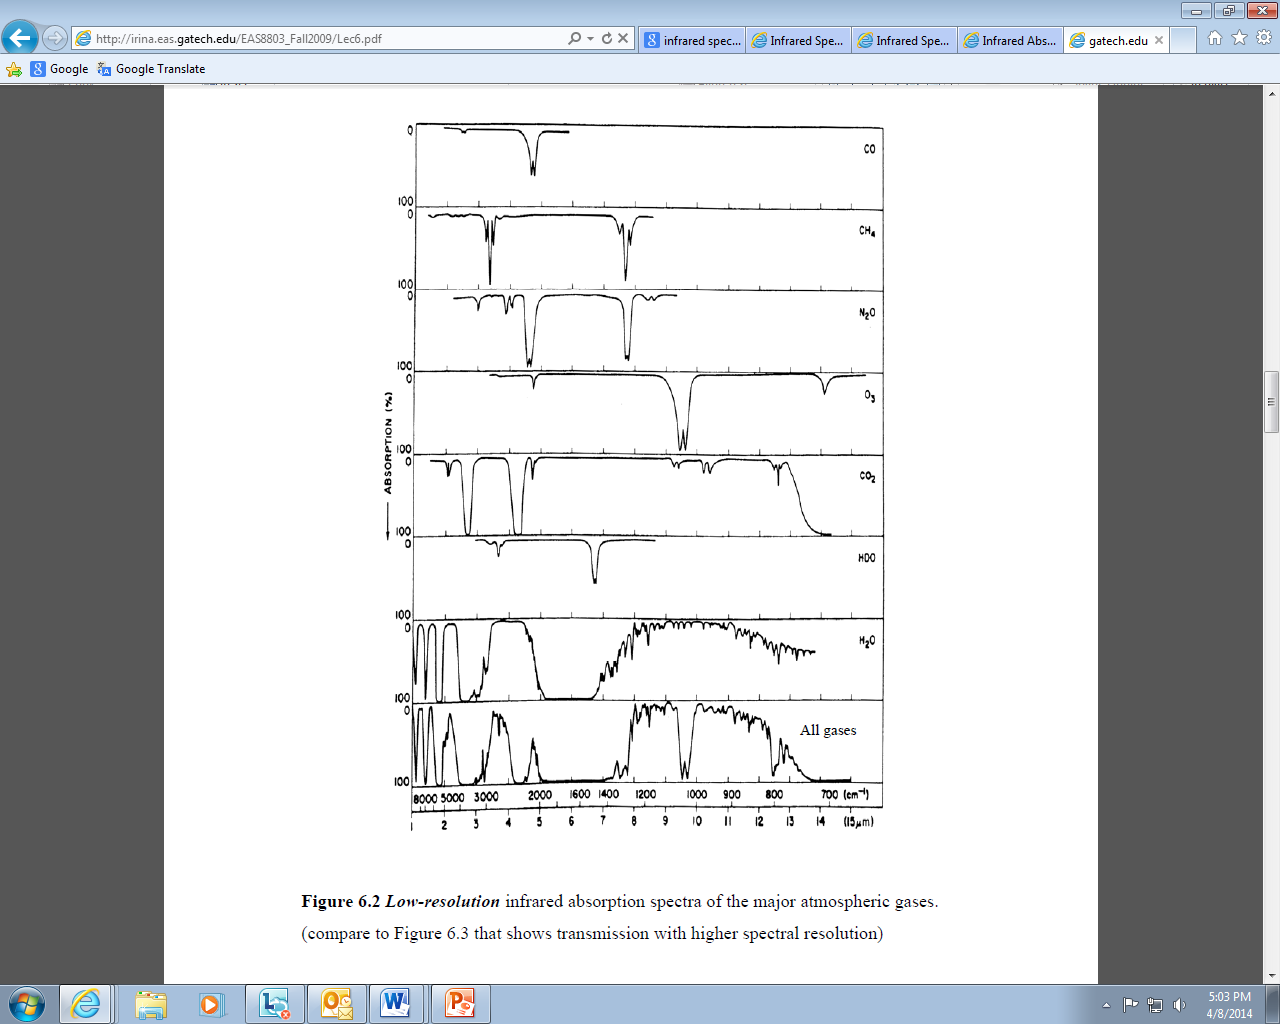 http://irina.eas.gatech.edu/EAS8803_Fall2009/Lec6.pdf
infrared spec...
Infrared Spe...
Infrared Spe...
Infrared Abs...
gatech.edu
Google
Google Translate
0
CO
100
0
CH4
100
0
N2O
100
0
O3
100
0
CO2
100
0
HDO
100
0
H2O
100
0
All gases
100
ABSORPTION (%)
8000 5000 3000 2000 1600 1400 1200 1000 900 800 700 (cm⁻¹)
1 2 3 4 5 6 7 8 9 10 11 12 13 14 (15μm)
Figure 6.2 Low-resolution infrared absorption spectra of the major atmospheric gases.
(compare to Figure 6.3 that shows transmission with higher spectral resolution)
5:03 PM
4/8/2014